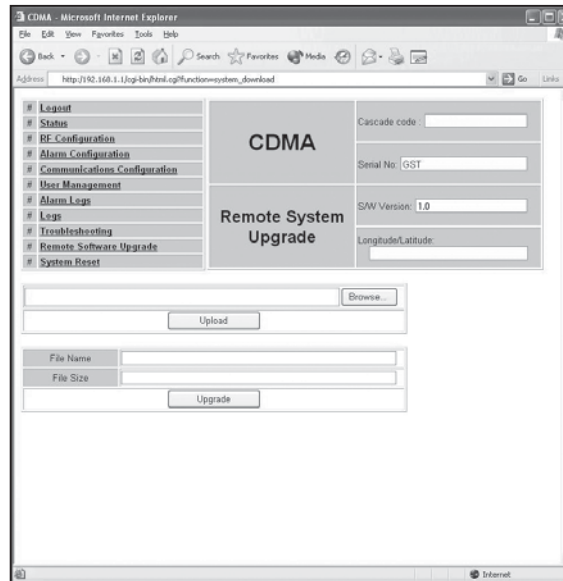 CDMA - Microsoft Internet Explorer
File Edit View Favorites Tools Help
Back Search Favorites Media
Address http://192.168.1.1/cgi-bin/html.cgi?function=system_download Go Links
# Logout
# Status
# RF Configuration
# Alarm Configuration
# Communications Configuration
# User Management
# Alarm Logs
# Logs
# Troubleshooting
# Remote Software Upgrade
# System Reset
CDMA
Remote System
Upgrade
Cascade code :
Serial No: GST
S/W Version: 1.0
Longitude/Latitude:
Browse...
Upload
File Name
File Size
Upgrade
Internet